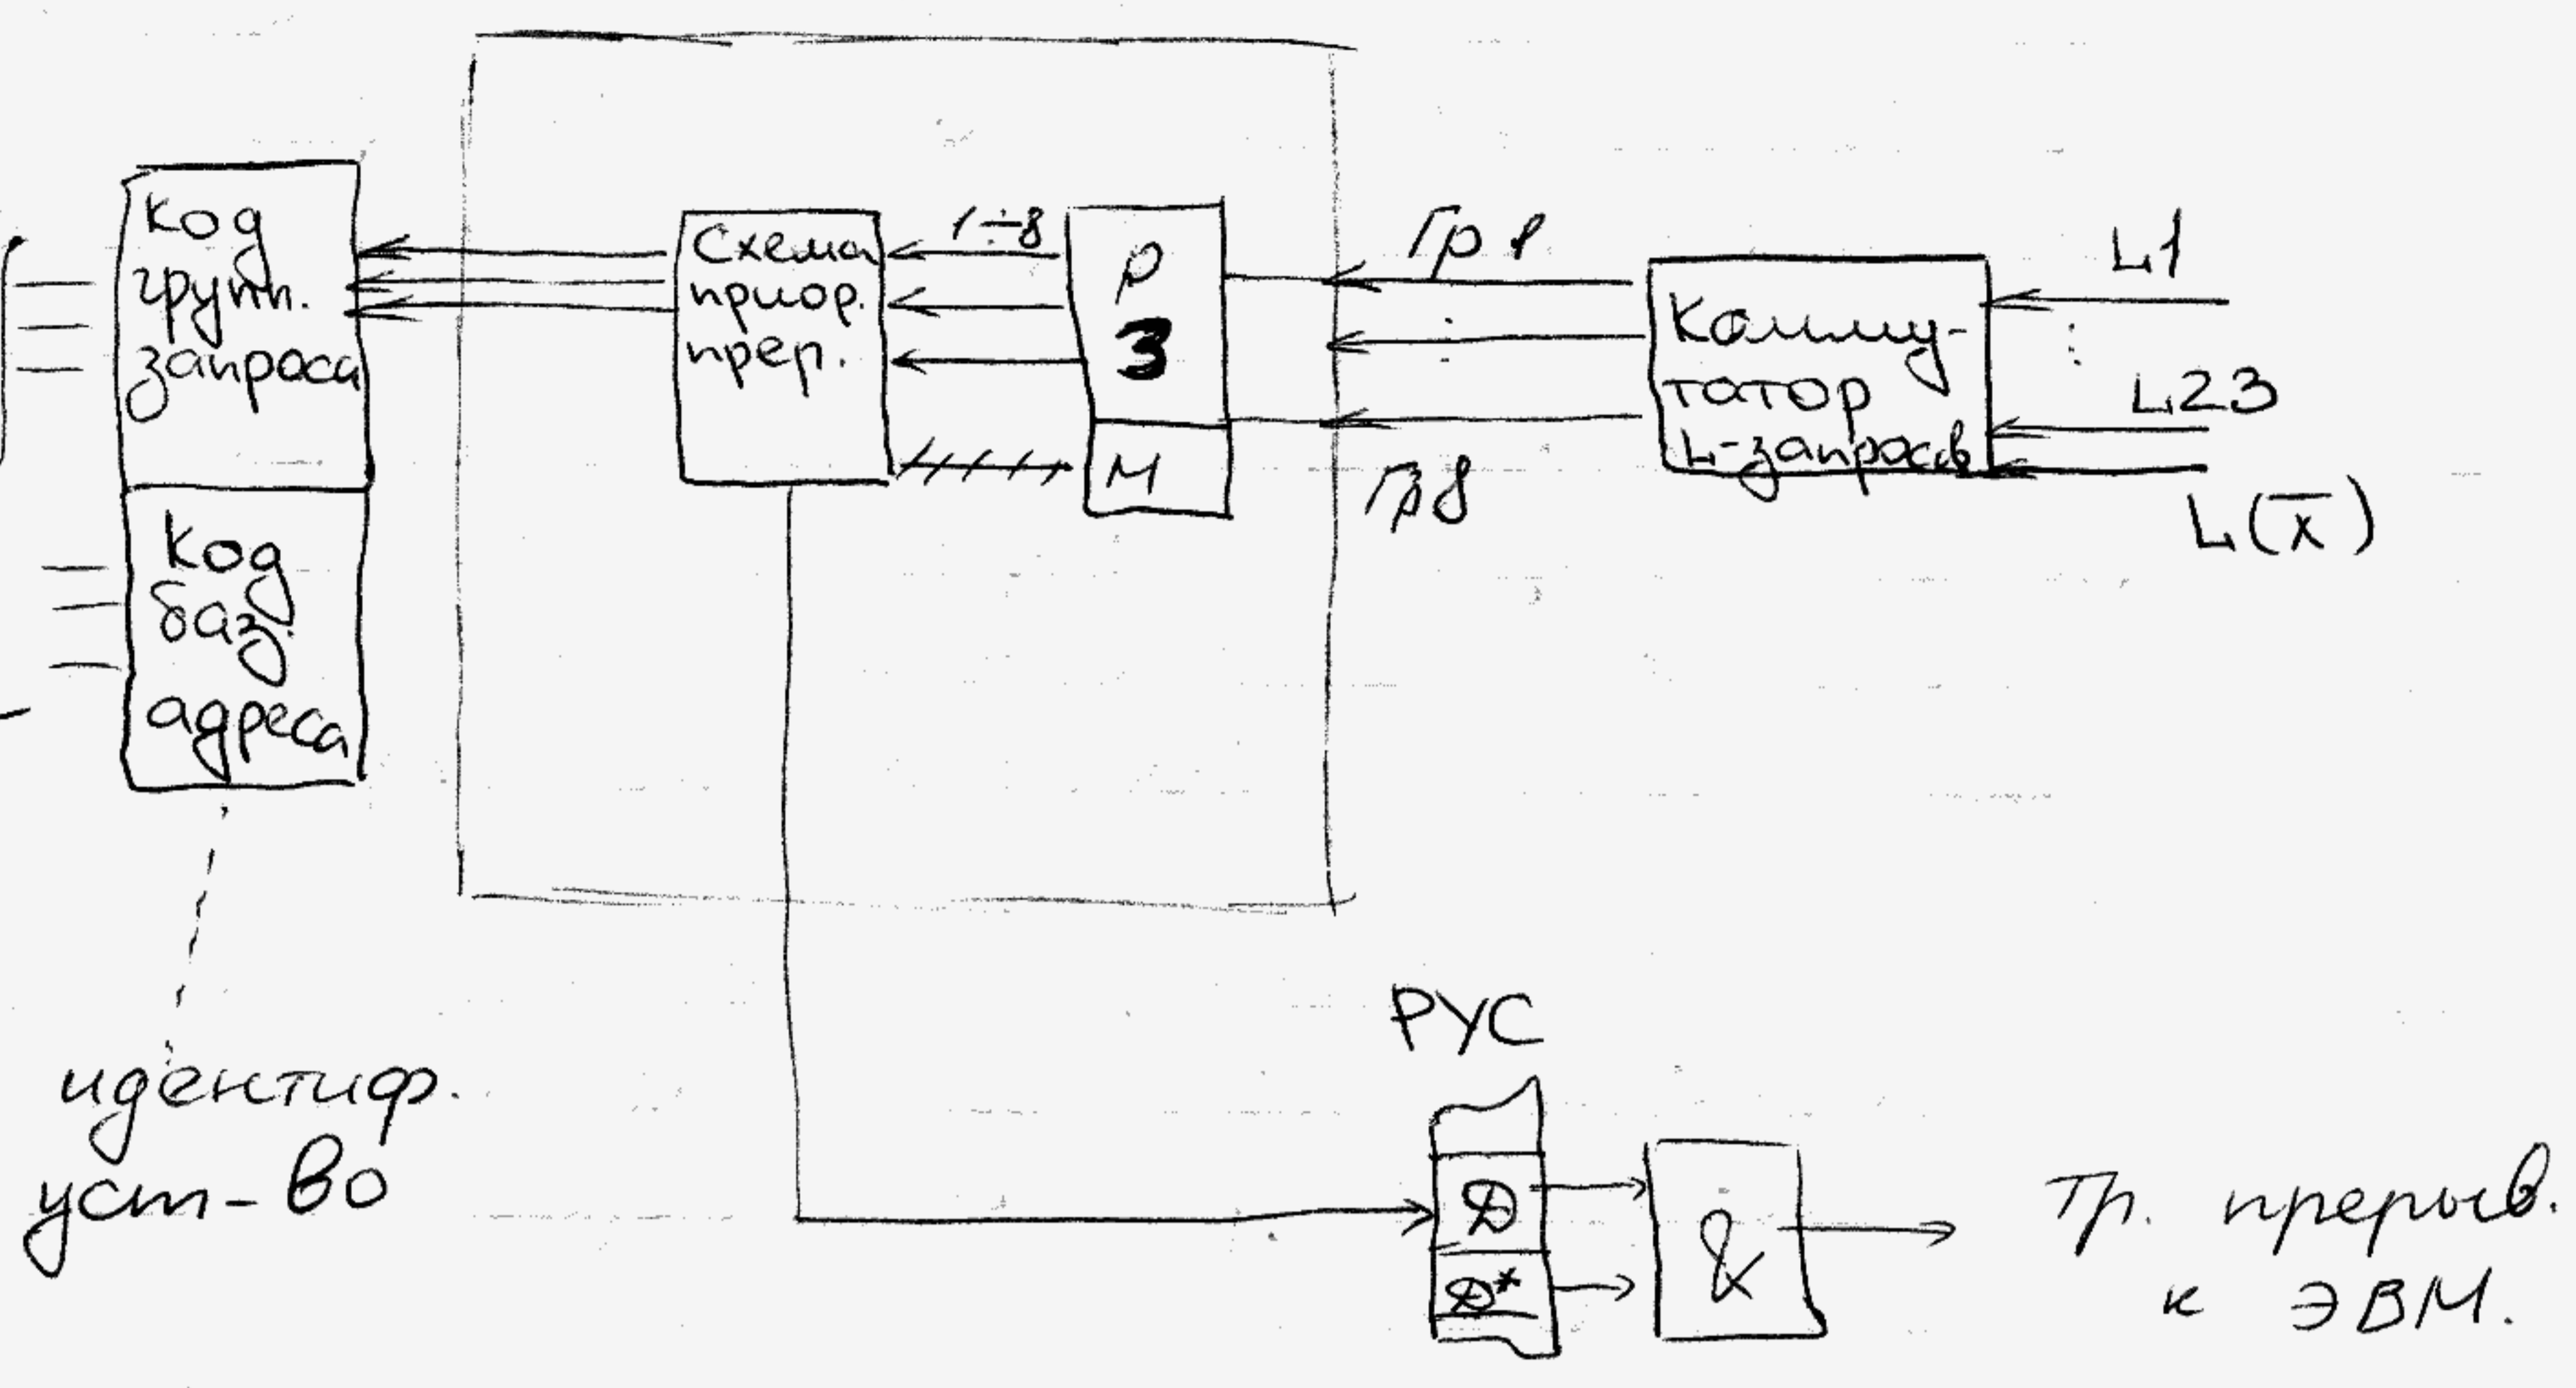 Код
групп.
запроса
Код
баз.
адреса
идентиф.
уст-во
Схема
приор.
прер.
1÷8
Р
З
М
Гр 1
Гр 8
Комму-
татор
L-запросов
L1
L23
L(x̅)
РУС
D
D*
&
Тр. прерыв.
к ЭВМ.